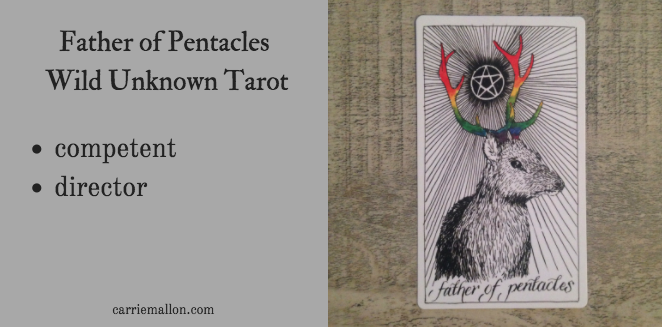 Father of Pentacles
Wild Unknown Tarot
competent
director
carriemallon.com
father of pentacles